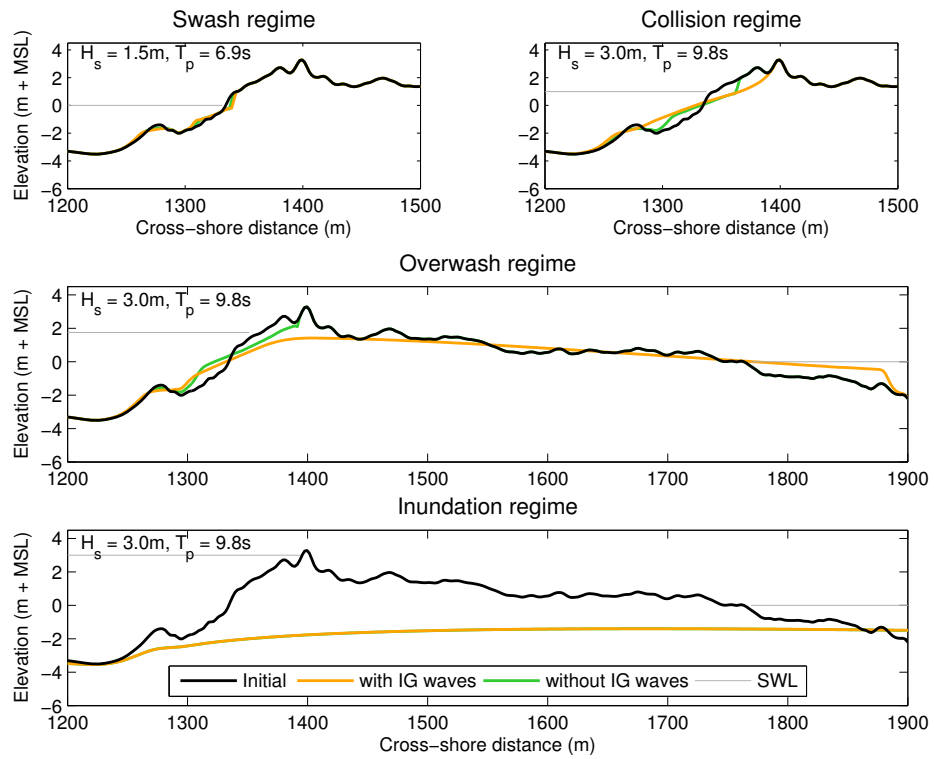 Swash regime
Collision regime
H_s = 1.5m, T_p = 6.9s
H_s = 3.0m, T_p = 9.8s
Elevation (m + MSL)
4
2
0
−2
−4
−6
1200
1300
1400
1500
Cross−shore distance (m)
4
2
0
−2
−4
−6
1200
1300
1400
1500
Cross−shore distance (m)
Overwash regime
H_s = 3.0m, T_p = 9.8s
Elevation (m + MSL)
4
2
0
−2
−4
−6
1200
1300
1400
1500
1600
1700
1800
1900
Inundation regime
H_s = 3.0m, T_p = 9.8s
Elevation (m + MSL)
4
2
0
−2
−4
−6
Initial
with IG waves
without IG waves
SWL
1200
1300
1400
1500
1600
1700
1800
1900
Cross−shore distance (m)